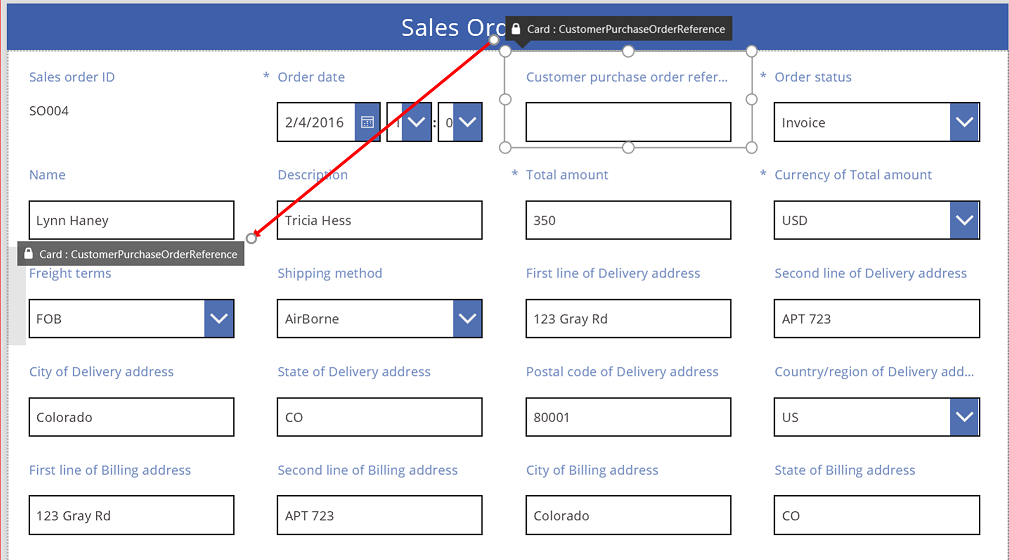 Sales Orc
Card : CustomerPurchaseOrderReference
Sales order ID
* Order date
Customer purchase order refer...
* Order status
SO004
2/4/2016
1
:
0
Invoice
Name
Description
* Total amount
* Currency of Total amount
Lynn Haney
Tricia Hess
350
USD
Card : CustomerPurchaseOrderReference
Freight terms
Shipping method
First line of Delivery address
Second line of Delivery address
FOB
AirBorne
123 Gray Rd
APT 723
City of Delivery address
State of Delivery address
Postal code of Delivery address
Country/region of Delivery add...
Colorado
CO
80001
US
First line of Billing address
Second line of Billing address
City of Billing address
State of Billing address
123 Gray Rd
APT 723
Colorado
CO